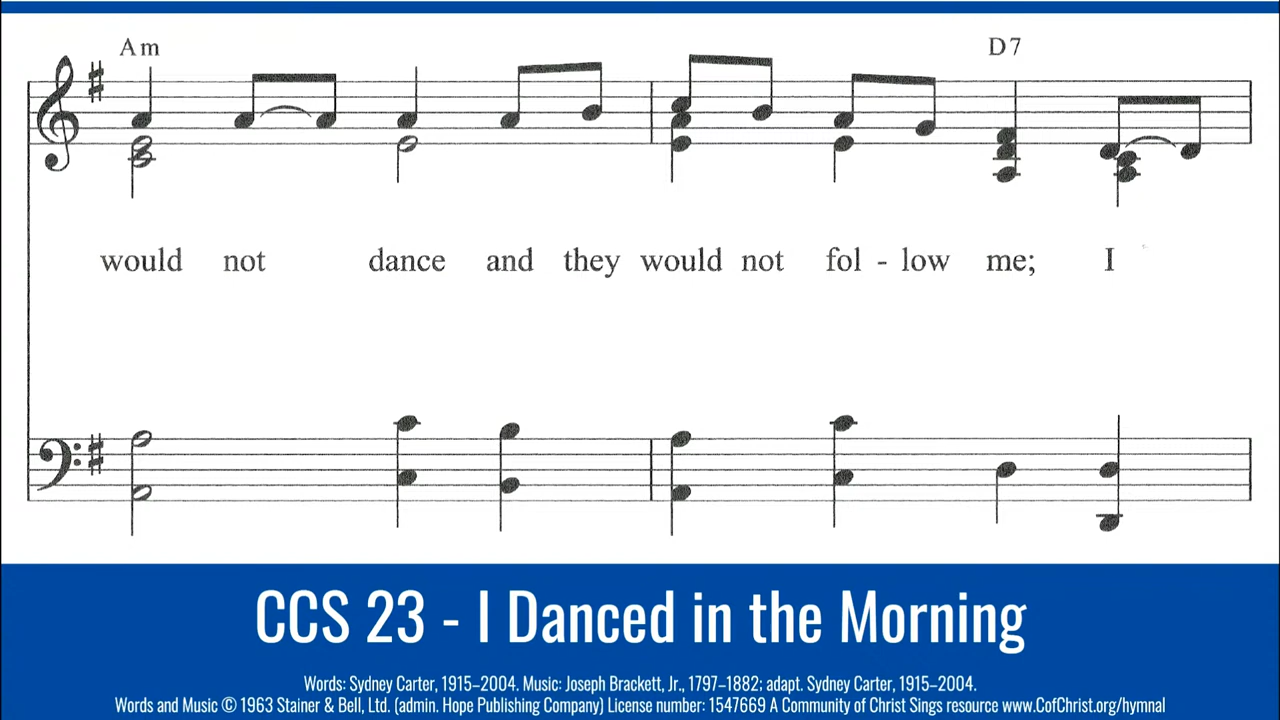 Am D7
would not dance and they would not fol - low me; I
CCS 23 - I Danced in the Morning
Words: Sydney Carter, 1915–2004. Music: Joseph Brackett, Jr., 1797–1882; adapt. Sydney Carter, 1915–2004.
Words and Music © 1963 Stainer & Bell, Ltd. (admin. Hope Publishing Company) License number: 1547669 A Community of Christ Sings resource www.CofChrist.org/hymnal